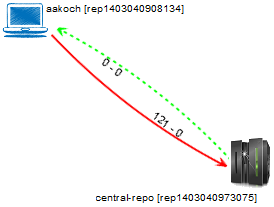 aakoch [rep1403040908134]
0 - 0
121 - 0
central-repo [rep1403040973075]